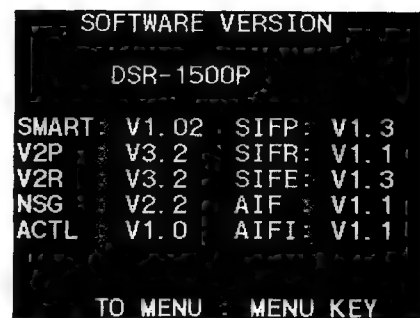 SOFTWARE VERSION
DSR-1500P
SMART: V1.02 SIFP: V1.3
V2P : V3.2 SIFR: V1.1
V2R : V3.2 SIFE: V1.3
NSG : V2.2 AIF : V1.1
ACTL : V1.0 AIFI: V1.1
TO MENU : MENU KEY